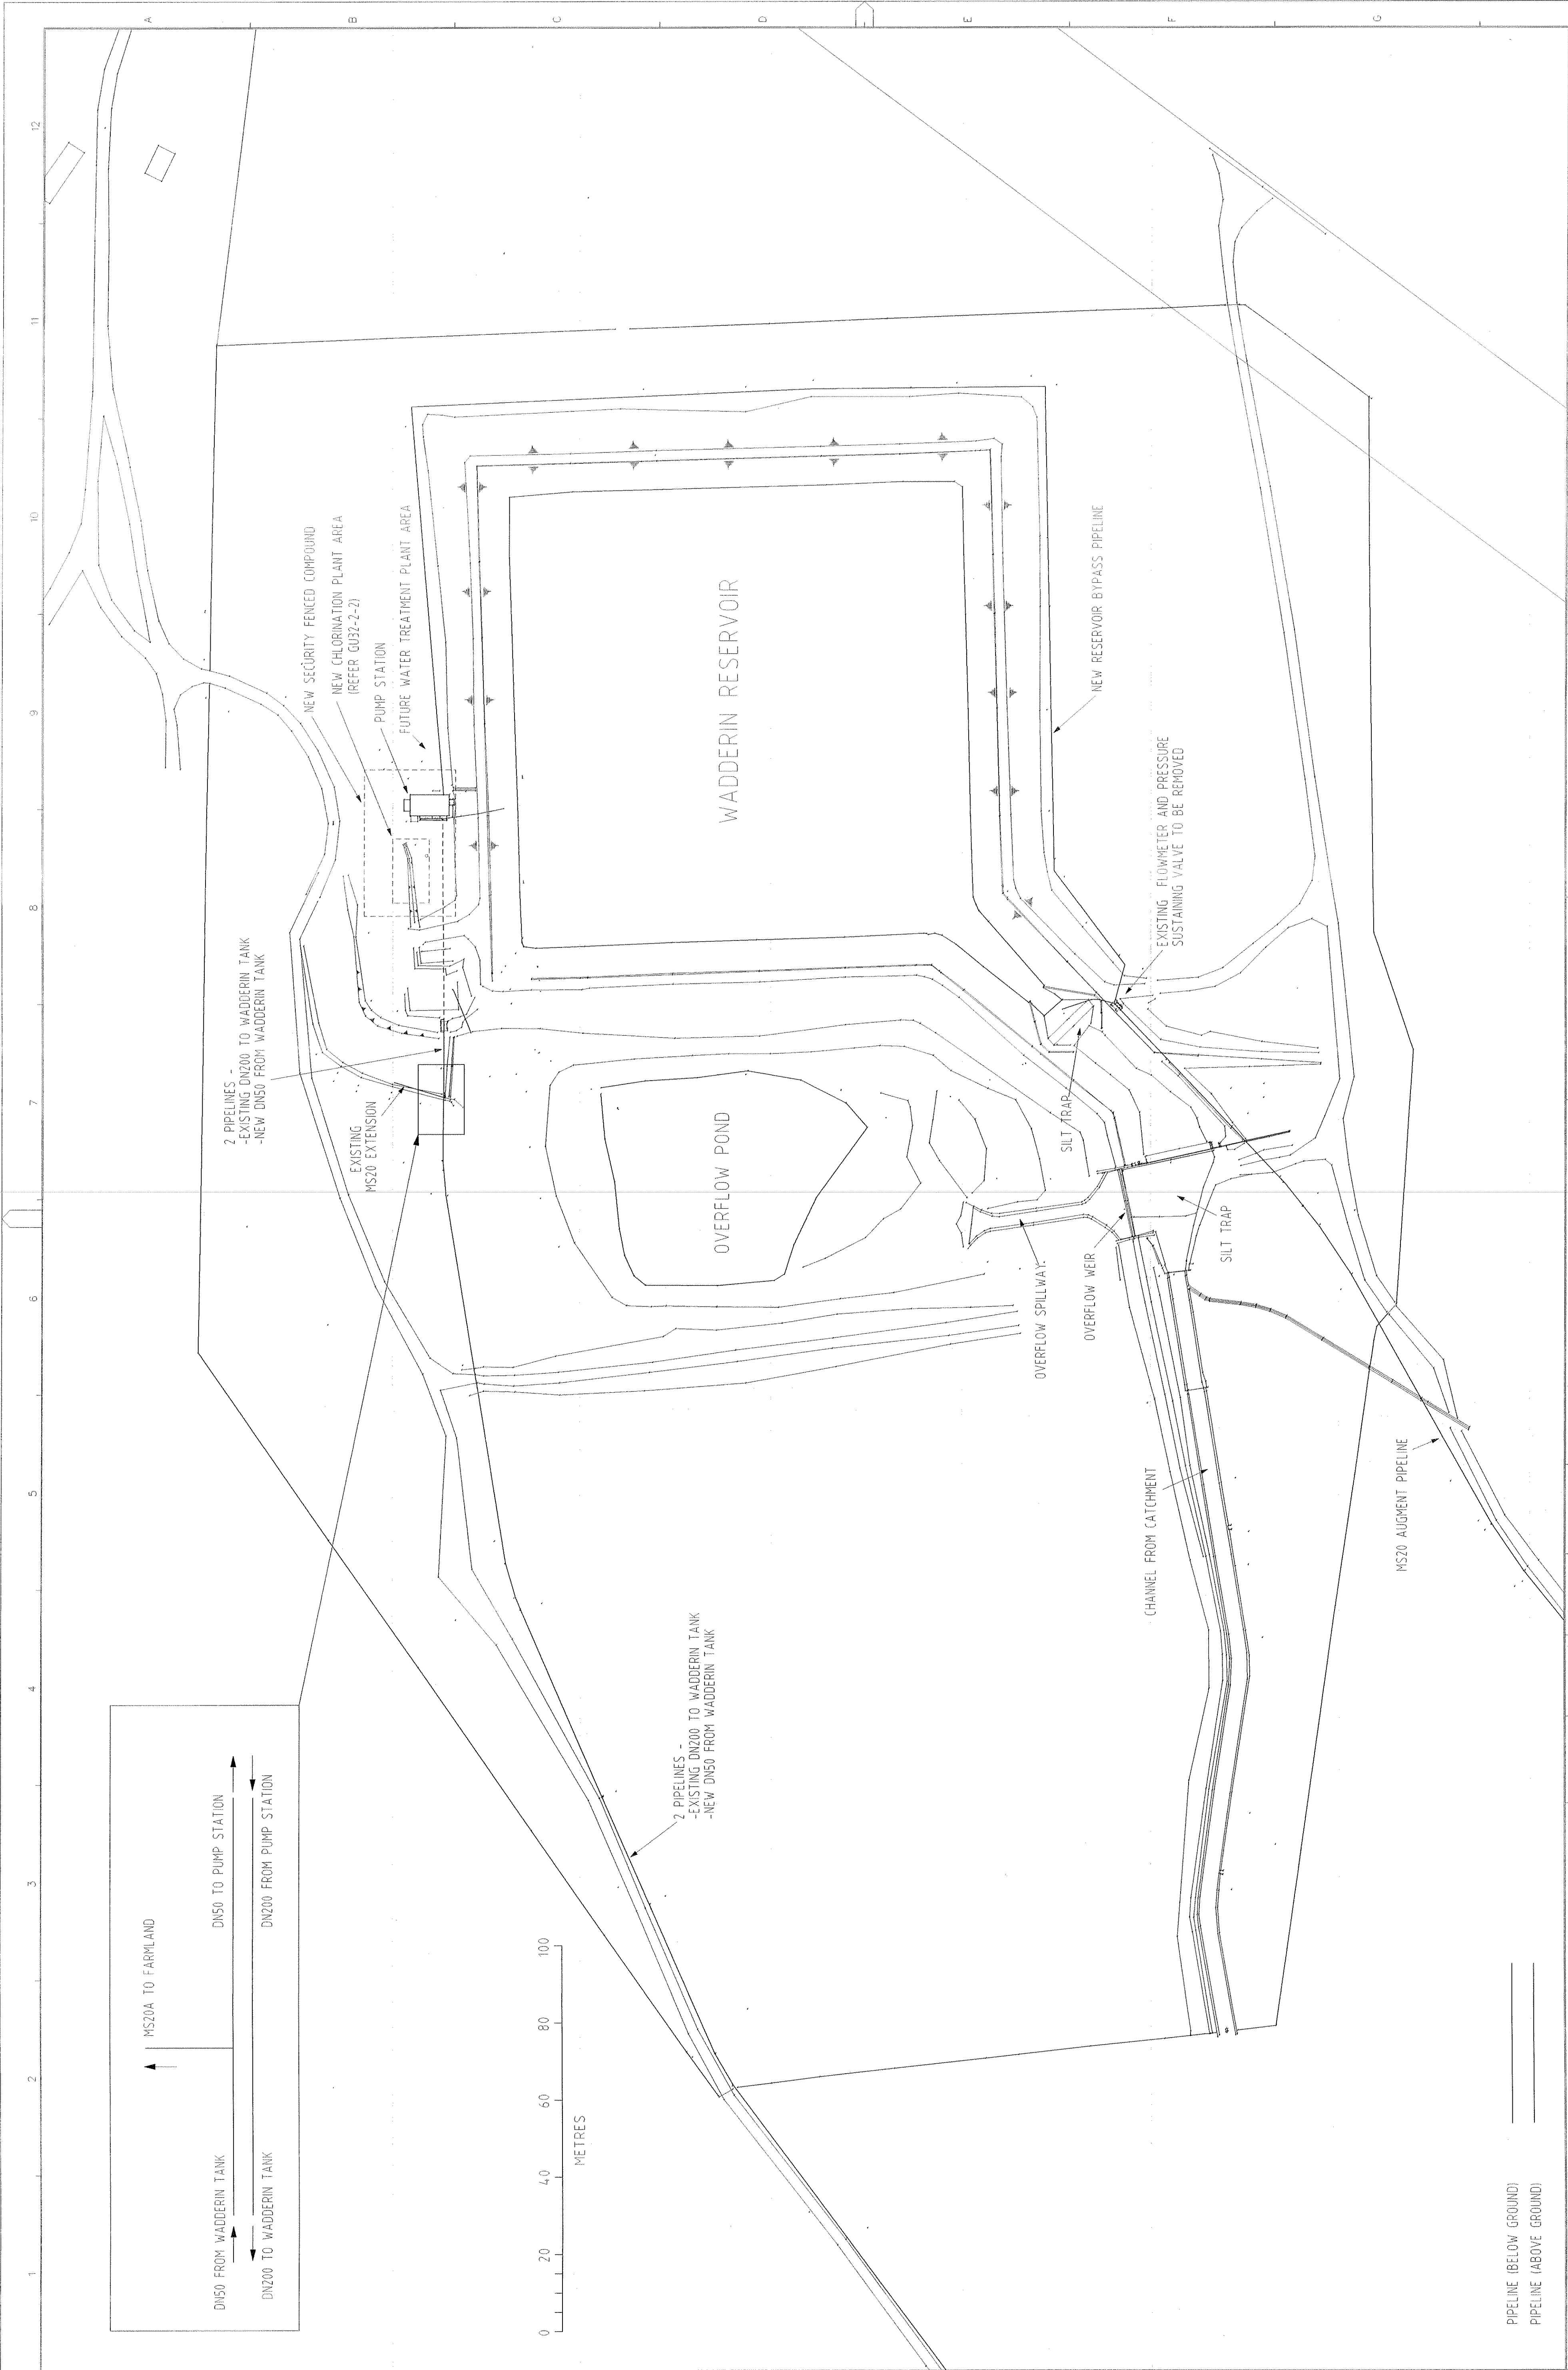 1
2
3
4
5
6
7
8
9
10
11
12
A
B
C
D
E
F
G
MS20A TO FARMLAND
DN50 FROM WADDERIN TANK
DN50 TO PUMP STATION
DN200 TO WADDERIN TANK
DN200 FROM PUMP STATION
0
20
40
60
80
100
METRES
2 PIPELINES -
-EXISTING DN200 TO WADDERIN TANK
-NEW DN50 FROM WADDERIN TANK
EXISTING
MS20 EXTENSION
NEW SECURITY FENCED COMPOUND
NEW CHLORINATION PLANT AREA
(REFER GU32-2-2)
PUMP STATION
FUTURE WATER TREATMENT PLANT AREA
2 PIPELINES -
-EXISTING DN200 TO WADDERIN TANK
-NEW DN50 FROM WADDERIN TANK
OVERFLOW POND
WADDERIN RESERVOIR
OVERFLOW SPILLWAY
OVERFLOW WEIR
SILT TRAP
SILT TRAP
NEW RESERVOIR BYPASS PIPELINE
EXISTING FLOWMETER AND PRESSURE
SUSTAINING VALVE TO BE REMOVED
CHANNEL FROM CATCHMENT
MS20 AUGMENT PIPELINE
PIPELINE (BELOW GROUND)
PIPELINE (ABOVE GROUND)